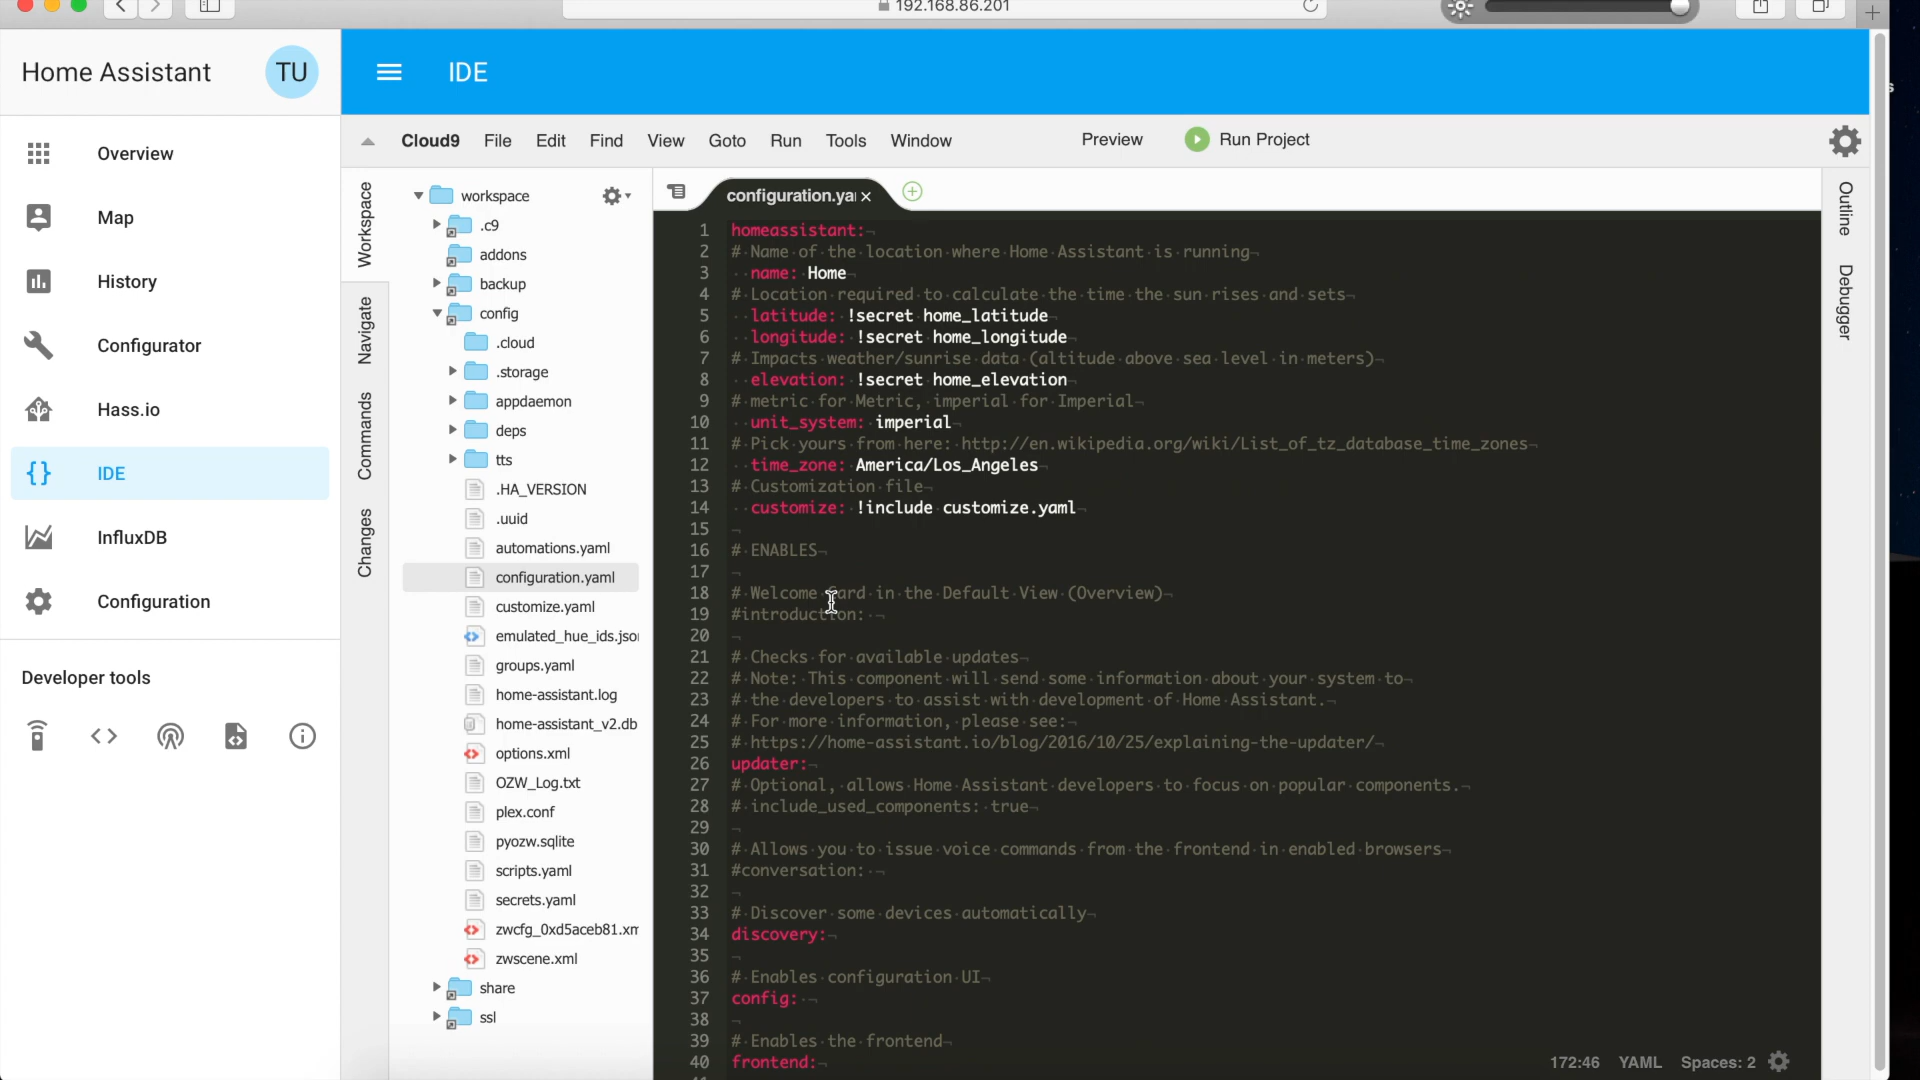 192.168.86.201
Home Assistant
TU
IDE
Overview
Map
History
Configurator
Hass.io
IDE
InfluxDB
Configuration
Developer tools
Cloud9 File Edit Find View Goto Run Tools Window Preview Run Project
Workspace
Navigate
Commands
Changes
workspace
.c9
addons
backup
config
.cloud
.storage
appdaemon
deps
tts
.HA_VERSION
.uuid
automations.yaml
configuration.yaml
customize.yaml
emulated_hue_ids.jso
groups.yaml
home-assistant.log
home-assistant_v2.db
options.xml
OZW_Log.txt
plex.conf
pyozw.sqlite
scripts.yaml
secrets.yaml
zwcfg_0xd5aceb81.xm
zwscene.xml
share
ssl
configuration.ya
1 homeassistant:
2 # Name of the location where Home Assistant is running
3 name: Home
4 # Location required to calculate the time the sun rises and sets
5 latitude: !secret home_latitude
6 longitude: !secret home_longitude
7 # Impacts weather/sunrise data (altitude above sea level in meters)
8 elevation: !secret home_elevation
9 # metric for Metric, imperial for Imperial
10 unit_system: imperial
11 # Pick yours from here: http://en.wikipedia.org/wiki/List_of_tz_database_time_zones
12 time_zone: America/Los_Angeles
13 # Customization file
14 customize: !include customize.yaml
15
16 # ENABLES
17
18 # Welcome Card in the Default View (Overview)
19 #introduction:
20
21 # Checks for available updates
22 # Note: This component will send some information about your system to
23 # the developers to assist with development of Home Assistant.
24 # For more information, please see:
25 # https://home-assistant.io/blog/2016/10/25/explaining-the-updater/
26 updater:
27 # Optional, allows Home Assistant developers to focus on popular components.
28 # include_used_components: true
29
30 # Allows you to issue voice commands from the frontend in enabled browsers
31 #conversation:
32
33 # Discover some devices automatically
34 discovery:
35
36 # Enables configuration UI
37 config:
38
39 # Enables the frontend
40 frontend:
172:46 YAML Spaces: 2
Outline
Debugger